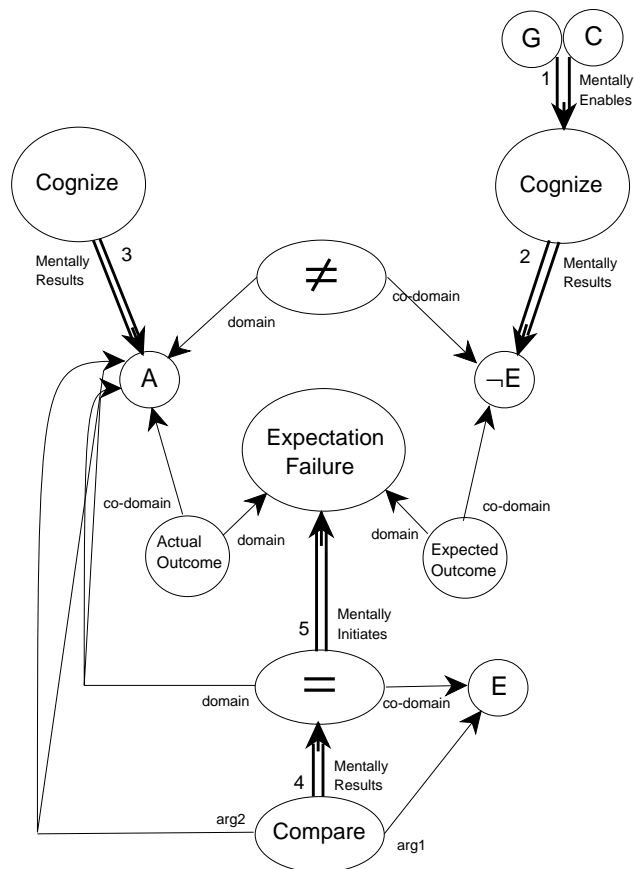 G
C
1
Mentally
Enables
Cognize
Cognize
Mentally
Results
3
2
Mentally
Results
≠
domain
co-domain
A
¬E
Expectation
Failure
co-domain
co-domain
Actual
Outcome
domain
domain
Expected
Outcome
5
Mentally
Initiates
=
E
domain
co-domain
4
Mentally
Results
arg2
Compare
arg1